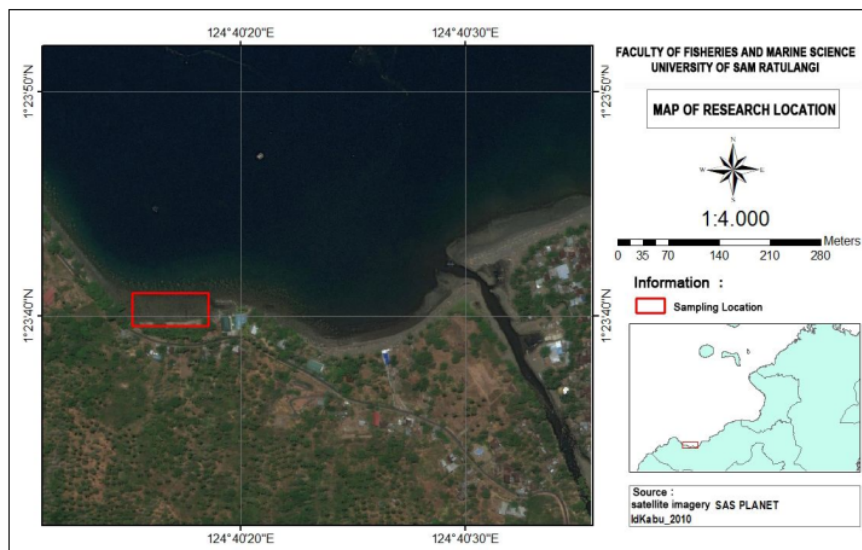 124°40'20"E 124°40'30"E
1°23'50"N 1°23'50"N
1°23'40"N 1°23'40"N
124°40'20"E 124°40'30"E
FACULTY OF FISHERIES AND MARINE SCIENCE
UNIVERSITY OF SAM RATULANGI
MAP OF RESEARCH LOCATION
N
W E
S
1:4.000
Meters
0 35 70 140 210 280
Information :
Sampling Location
Source :
satellite imagery SAS PLANET
IdKabu_2010